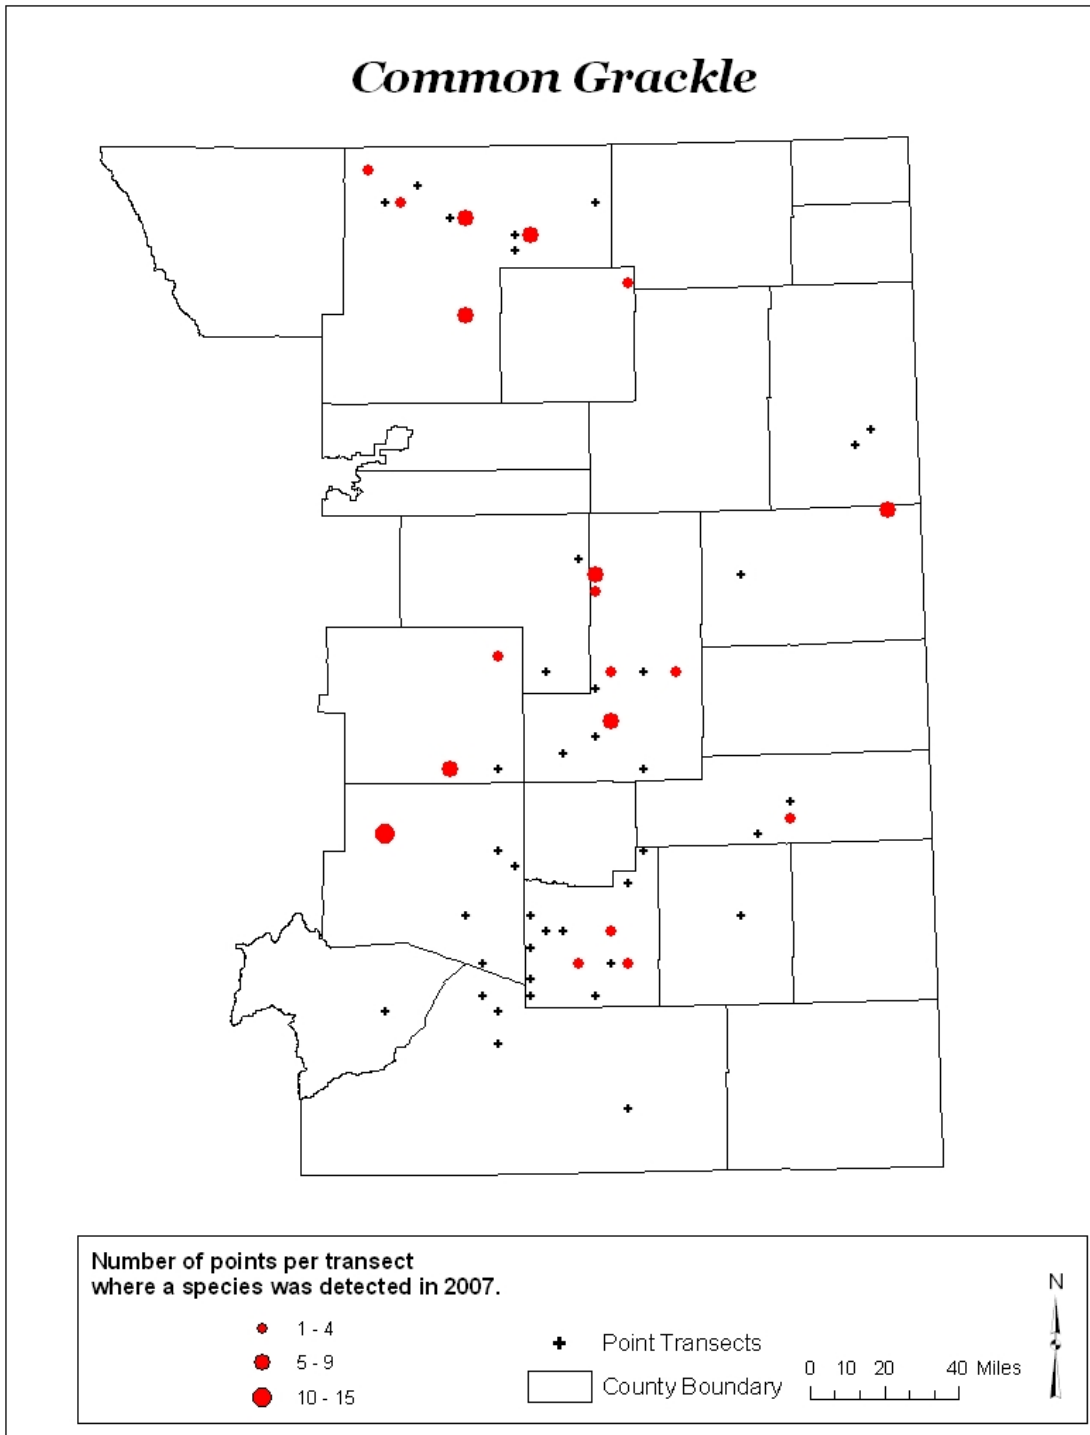 Common Grackle
Number of points per transect
where a species was detected in 2007.
1 - 4
5 - 9
10 - 15
Point Transects
County Boundary
N
0 10 20 40 Miles